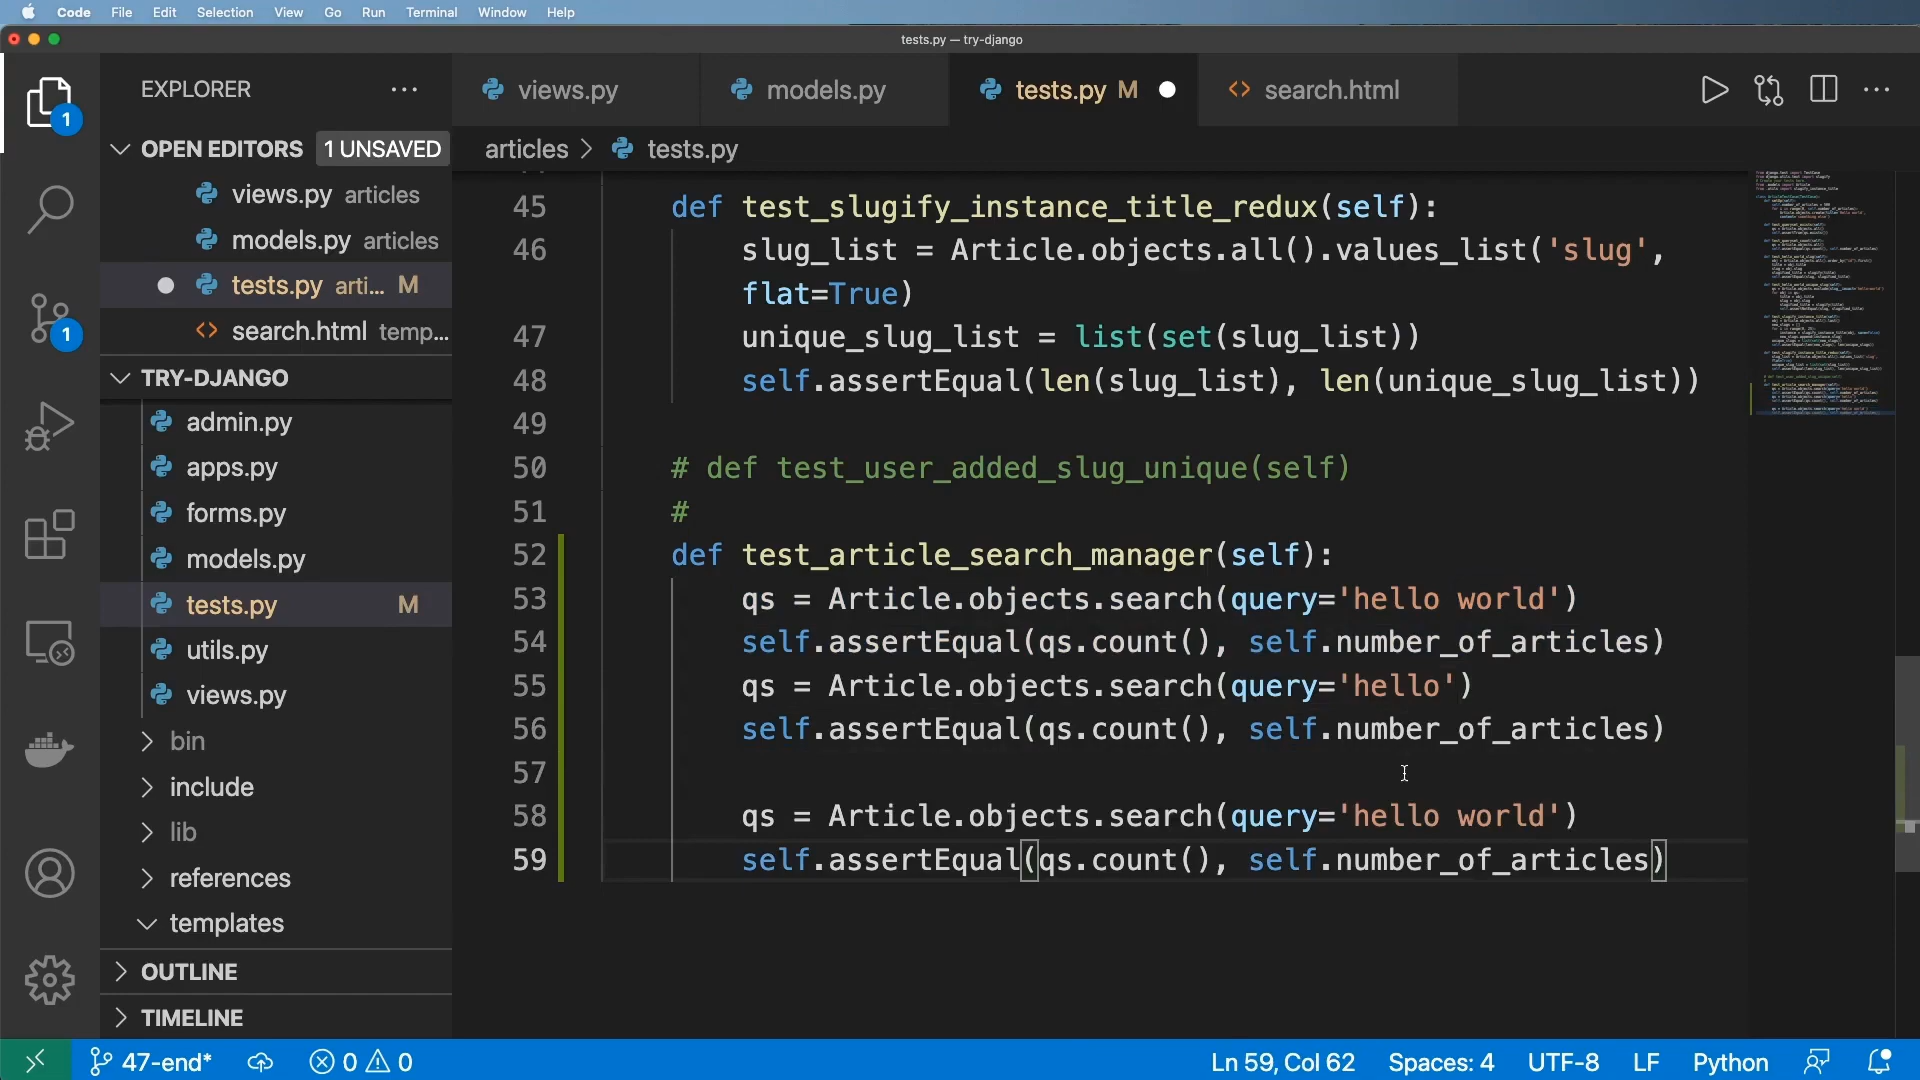 Code File Edit Selection View Go Run Terminal Window Help
tests.py — try-django
EXPLORER
1
OPEN EDITORS 1 UNSAVED
views.py articles
models.py articles
tests.py arti... M
search.html temp...
1
TRY-DJANGO
admin.py
apps.py
forms.py
models.py
tests.py M
utils.py
views.py
bin
include
lib
references
templates
OUTLINE
TIMELINE
views.py models.py tests.py M search.html
articles > tests.py
45 def test_slugify_instance_title_redux(self):
46 slug_list = Article.objects.all().values_list('slug',
flat=True)
47 unique_slug_list = list(set(slug_list))
48 self.assertEqual(len(slug_list), len(unique_slug_list))
49
50 # def test_user_added_slug_unique(self)
51 #
52 def test_article_search_manager(self):
53 qs = Article.objects.search(query='hello world')
54 self.assertEqual(qs.count(), self.number_of_articles)
55 qs = Article.objects.search(query='hello')
56 self.assertEqual(qs.count(), self.number_of_articles)
57
58 qs = Article.objects.search(query='hello world')
59 self.assertEqual(qs.count(), self.number_of_articles)
47-end* 0 0 Ln 59, Col 62 Spaces: 4 UTF-8 LF Python